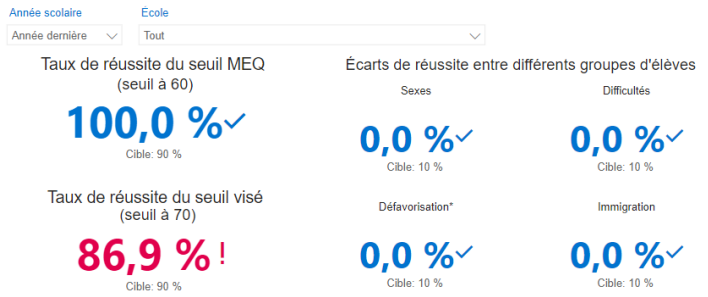 Année scolaire
École
Année dernière
Tout
Taux de réussite du seuil MEQ
(seuil à 60)
100,0 %
Cible: 90 %
Écarts de réussite entre différents groupes d'élèves
Sexes
Difficultés
0,0 %
0,0 %
Cible: 10 %
Cible: 10 %
Taux de réussite du seuil visé
(seuil à 70)
86,9 % !
Cible: 90 %
Défavorisation*
Immigration
0,0 %
0,0 %
Cible: 10 %
Cible: 10 %